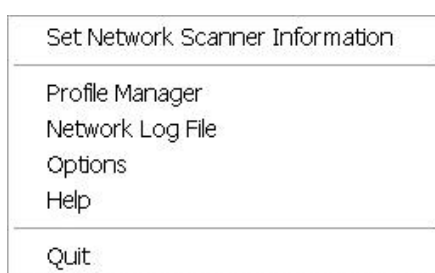 Set Network Scanner Information
Profile Manager
Network Log File
Options
Help
Quit